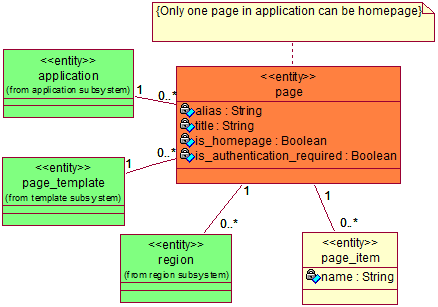 {Only one page in application can be homepage}
<<entity>>
application
(from application subsystem)
1
0..*
<<entity>>
page
alias : String
title : String
is_homepage : Boolean
is_authentication_required : Boolean
<<entity>>
page_template
(from template subsystem)
1
0..*
1
0..*
1
0..*
<<entity>>
region
(from region subsystem)
<<entity>>
page_item
name : String